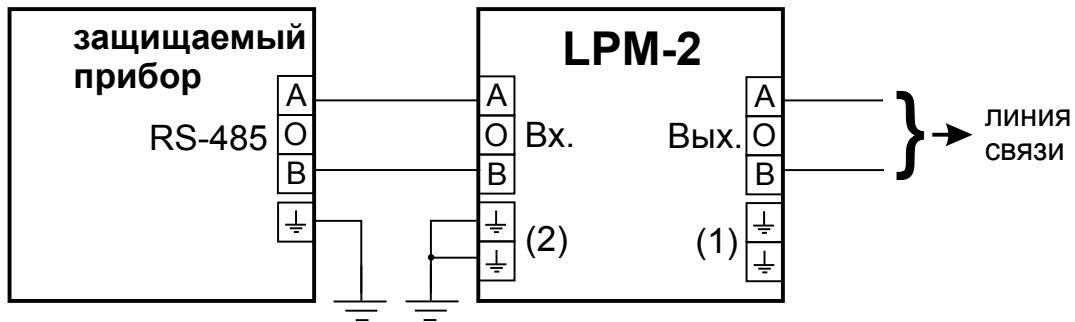 защищаемый
прибор
RS-485
A
O
B
LPM-2
A
O
B
Вх.
(2)
Вых.
(1)
A
O
B
линия
связи